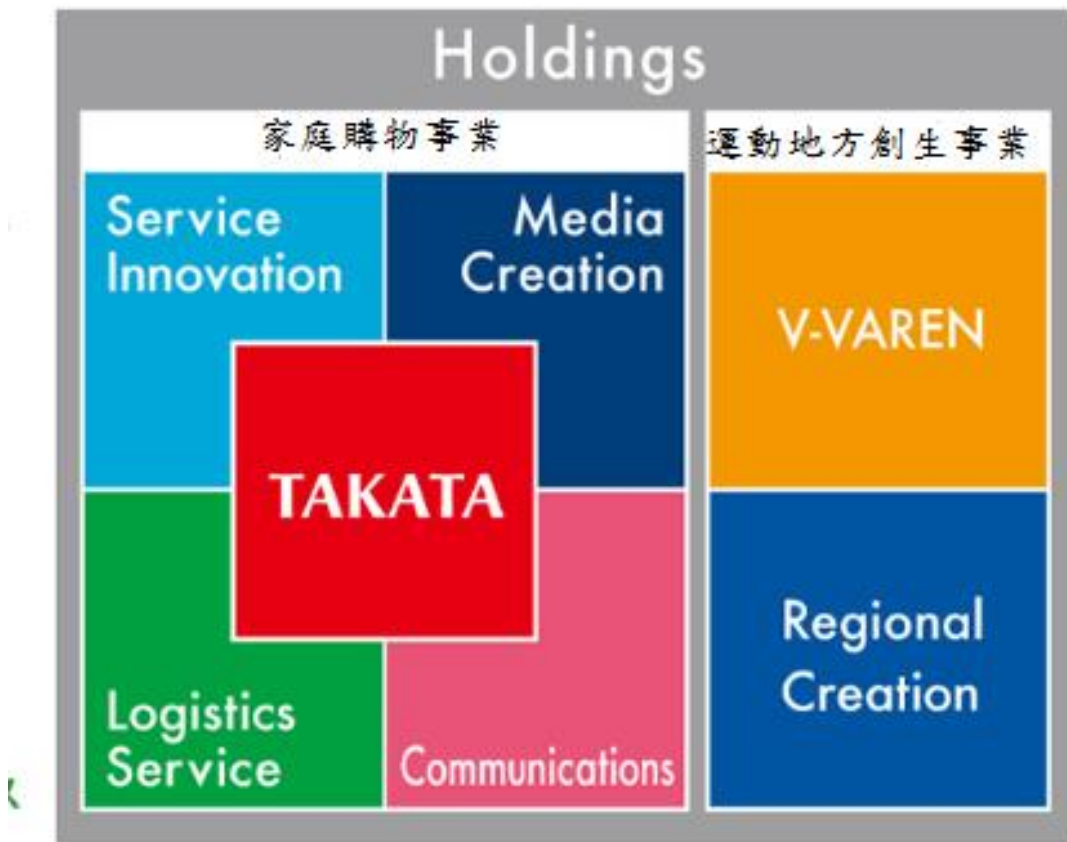 Holdings
家庭購物事業
運動地方創生事業
Service
Innovation
Media
Creation
TAKATA
Logistics
Service
Communications
V-VAREN
Regional
Creation